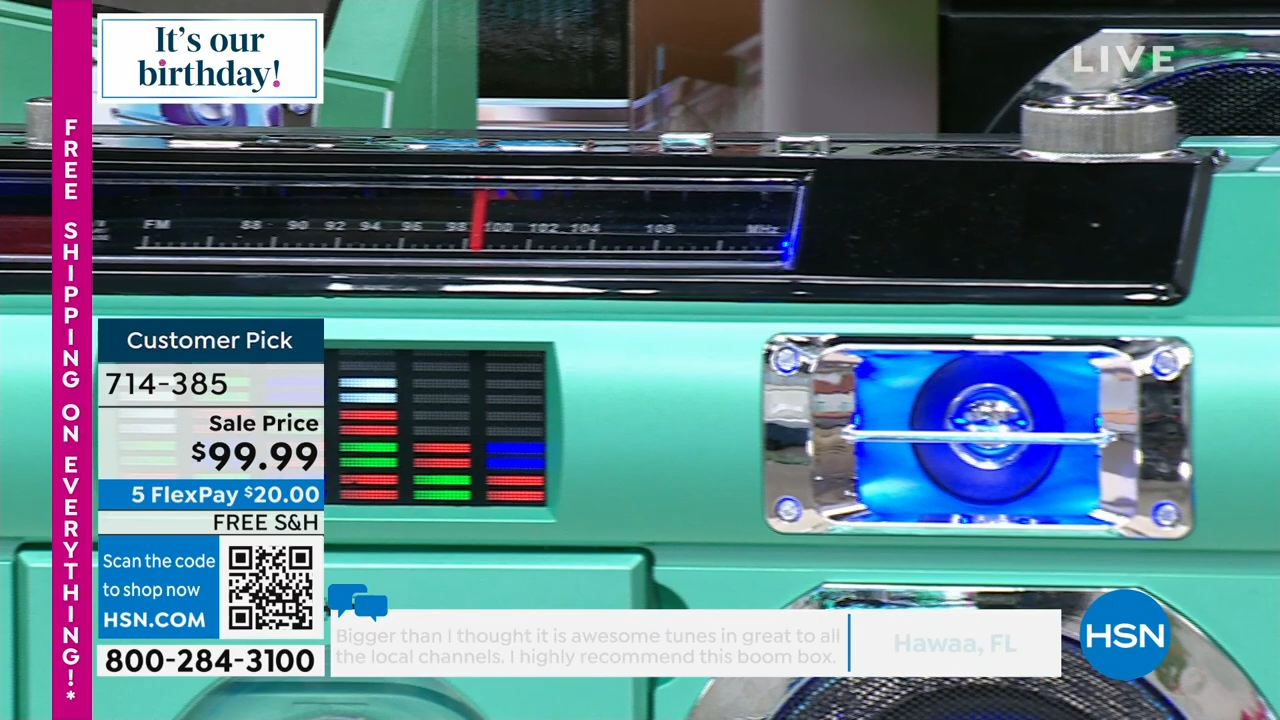 It's our
birthday!
LIVE
FREE SHIPPING ON EVERYTHING!*
FM 88 90 92 94 96 98 100 102 104 108 MHz
Customer Pick
714-385
Sale Price
$99.99
5 FlexPay $20.00
FREE S&H
Scan the code
to shop now
HSN.COM
800-284-3100
Bigger than I thought it is awesome tunes in great to all
the local channels. I highly recommend this boom box.
Hawaa, FL
HSN